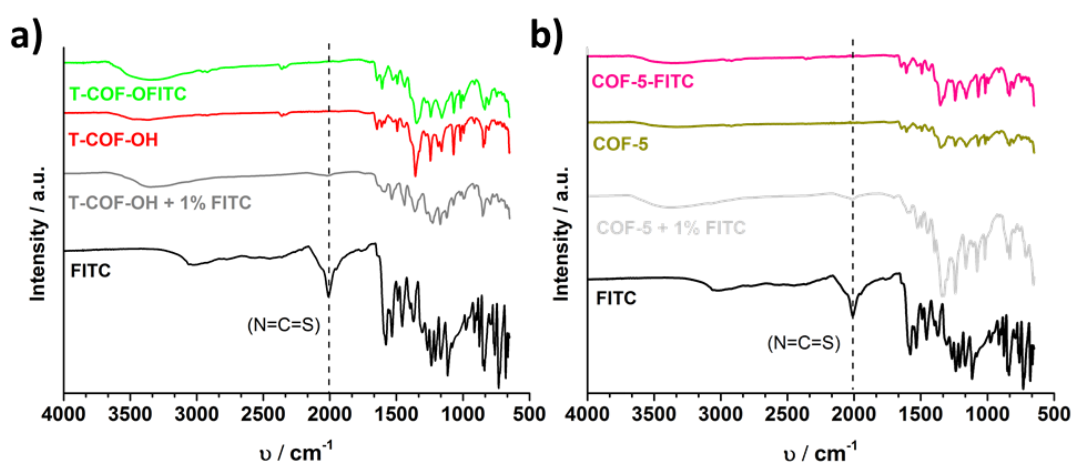 a)
T-COF-OFITC
T-COF-OH
T-COF-OH + 1% FITC
FITC
(N=C=S)
Intensity / a.u.
4000 3500 3000 2500 2000 1500 1000 500
υ / cm⁻¹
b)
COF-5-FITC
COF-5
COF-5 + 1% FITC
FITC
(N=C=S)
Intensity / a.u.
4000 3500 3000 2500 2000 1500 1000 500
υ / cm⁻¹